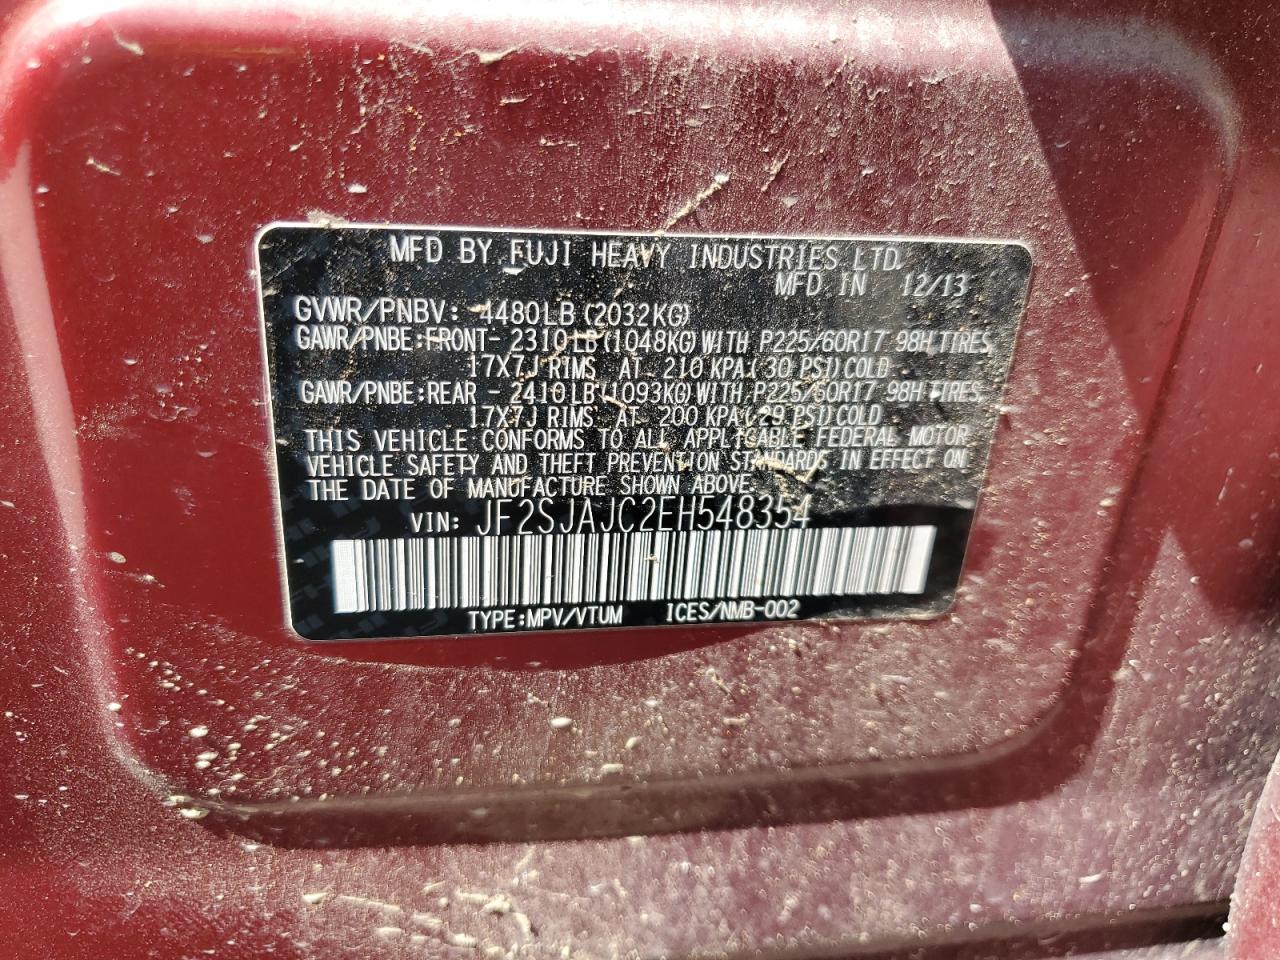 MFD BY FUJI HEAVY INDUSTRIES LTD.
MFD IN 12/13
GVWR/PNBV: 4480LB(2032KG)
GAWR/PNBE:FRONT- 2310LB(1048KG)WITH P225/60R17 98H TIRES,
17X7J RIMS AT 210 KPA(30 PSI)COLD
GAWR/PNBE:REAR - 2410LB(1093KG)WITH P225/60R17 98H TIRES,
17X7J RIMS AT 200 KPA(29 PSI)COLD
THIS VEHICLE CONFORMS TO ALL APPLICABLE FEDERAL MOTOR
VEHICLE SAFETY AND THEFT PREVENTION STANDARDS IN EFFECT ON
THE DATE OF MANUFACTURE SHOWN ABOVE.
VIN: JF2SJAJC2EH548354
TYPE:MPV/VTUM ICES/NMB-002